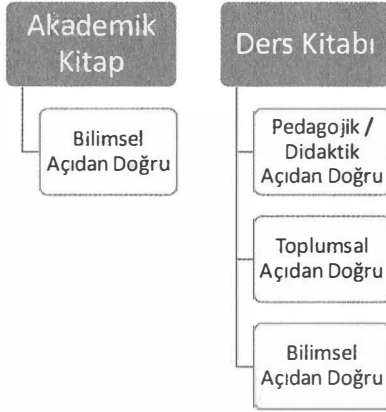 Akademik
Kitap
Bilimsel
Açıdan Doğru
Ders Kitabı
Pedagojik /
Didaktik
Açıdan Doğru
Toplumsal
Açıdan Doğru
Bilimsel
Açıdan Doğru